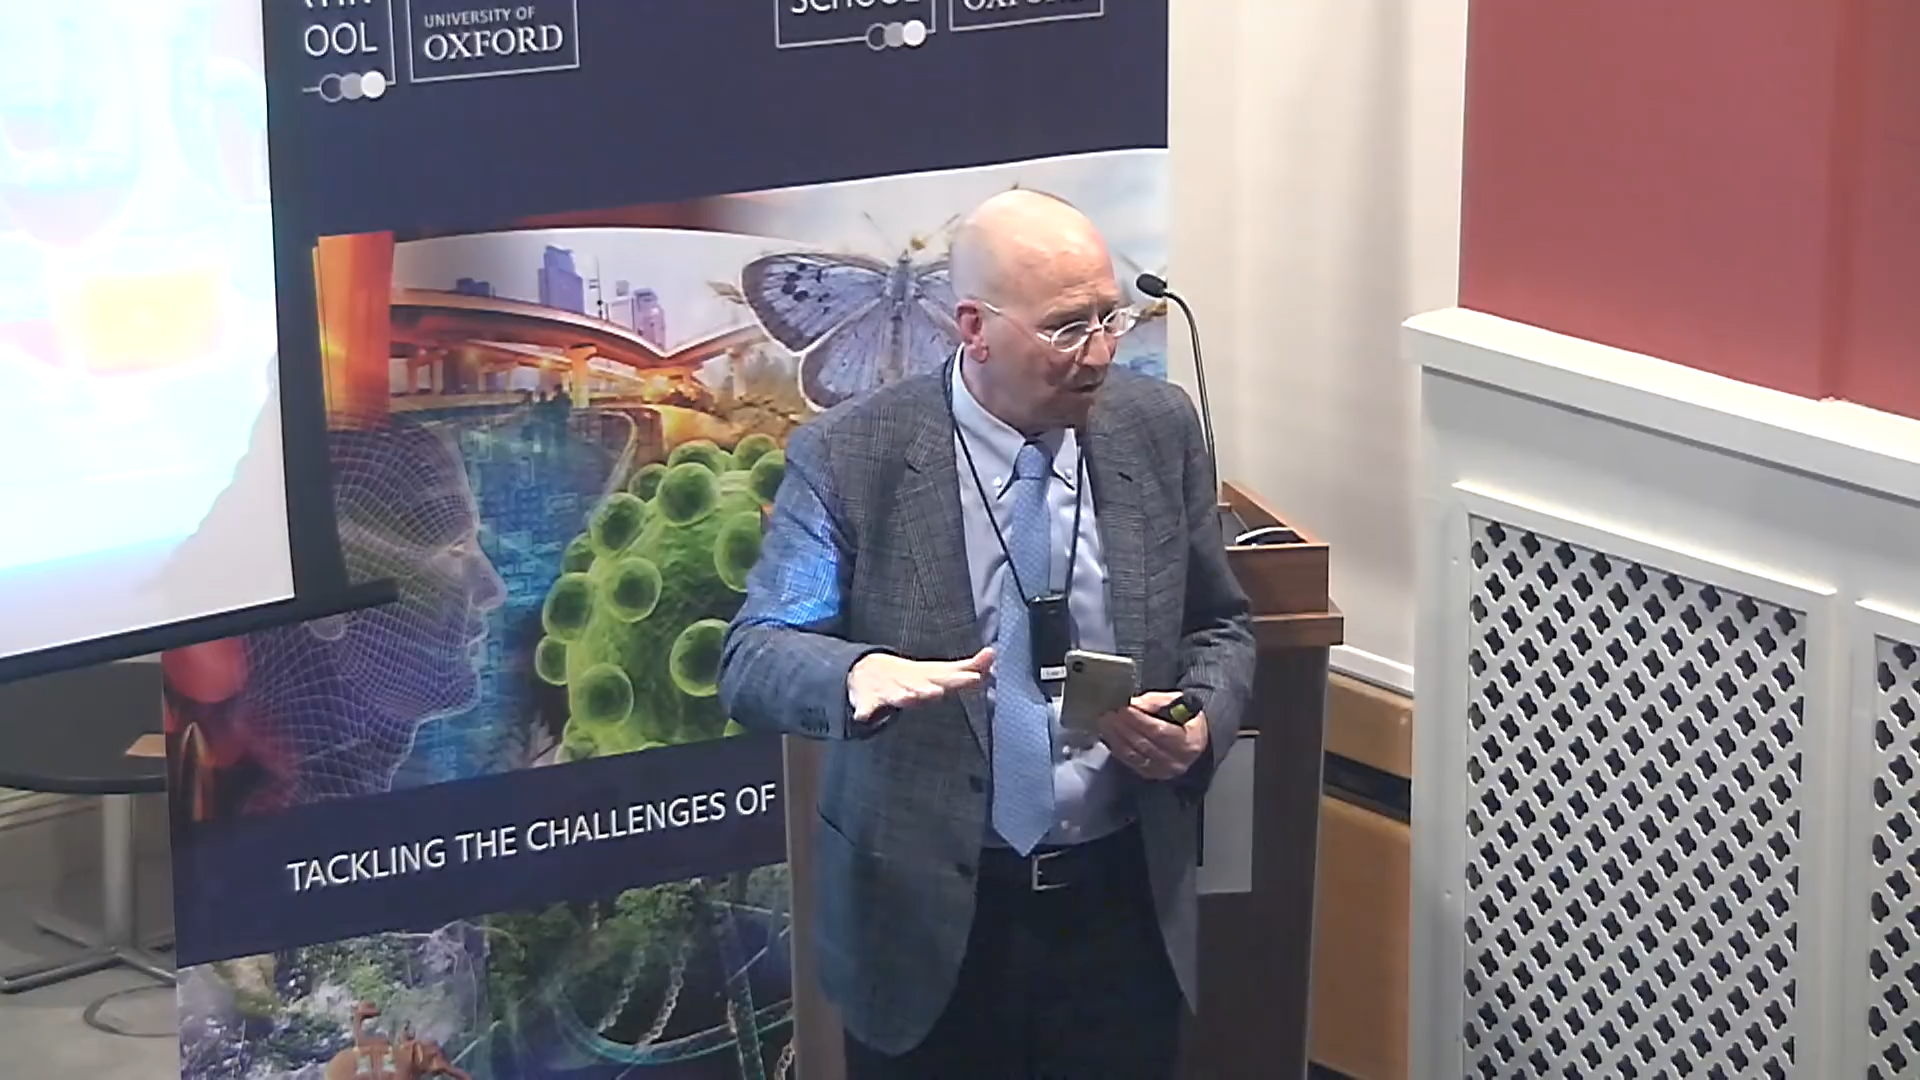 OOL
UNIVERSITY OF
OXFORD
SCHOOL
OXFORD
TACKLING THE CHALLENGES OF